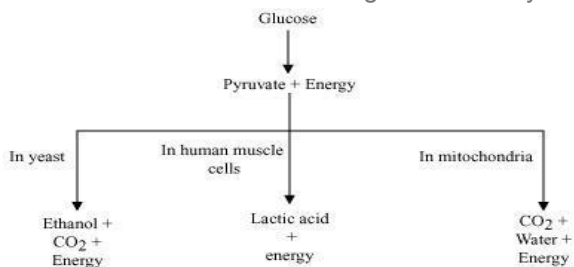 Glucose
Pyruvate + Energy
In yeast
In human muscle
cells
In mitochondria
Ethanol +
CO2 +
Energy
Lactic acid
+
energy
CO2 +
Water +
Energy